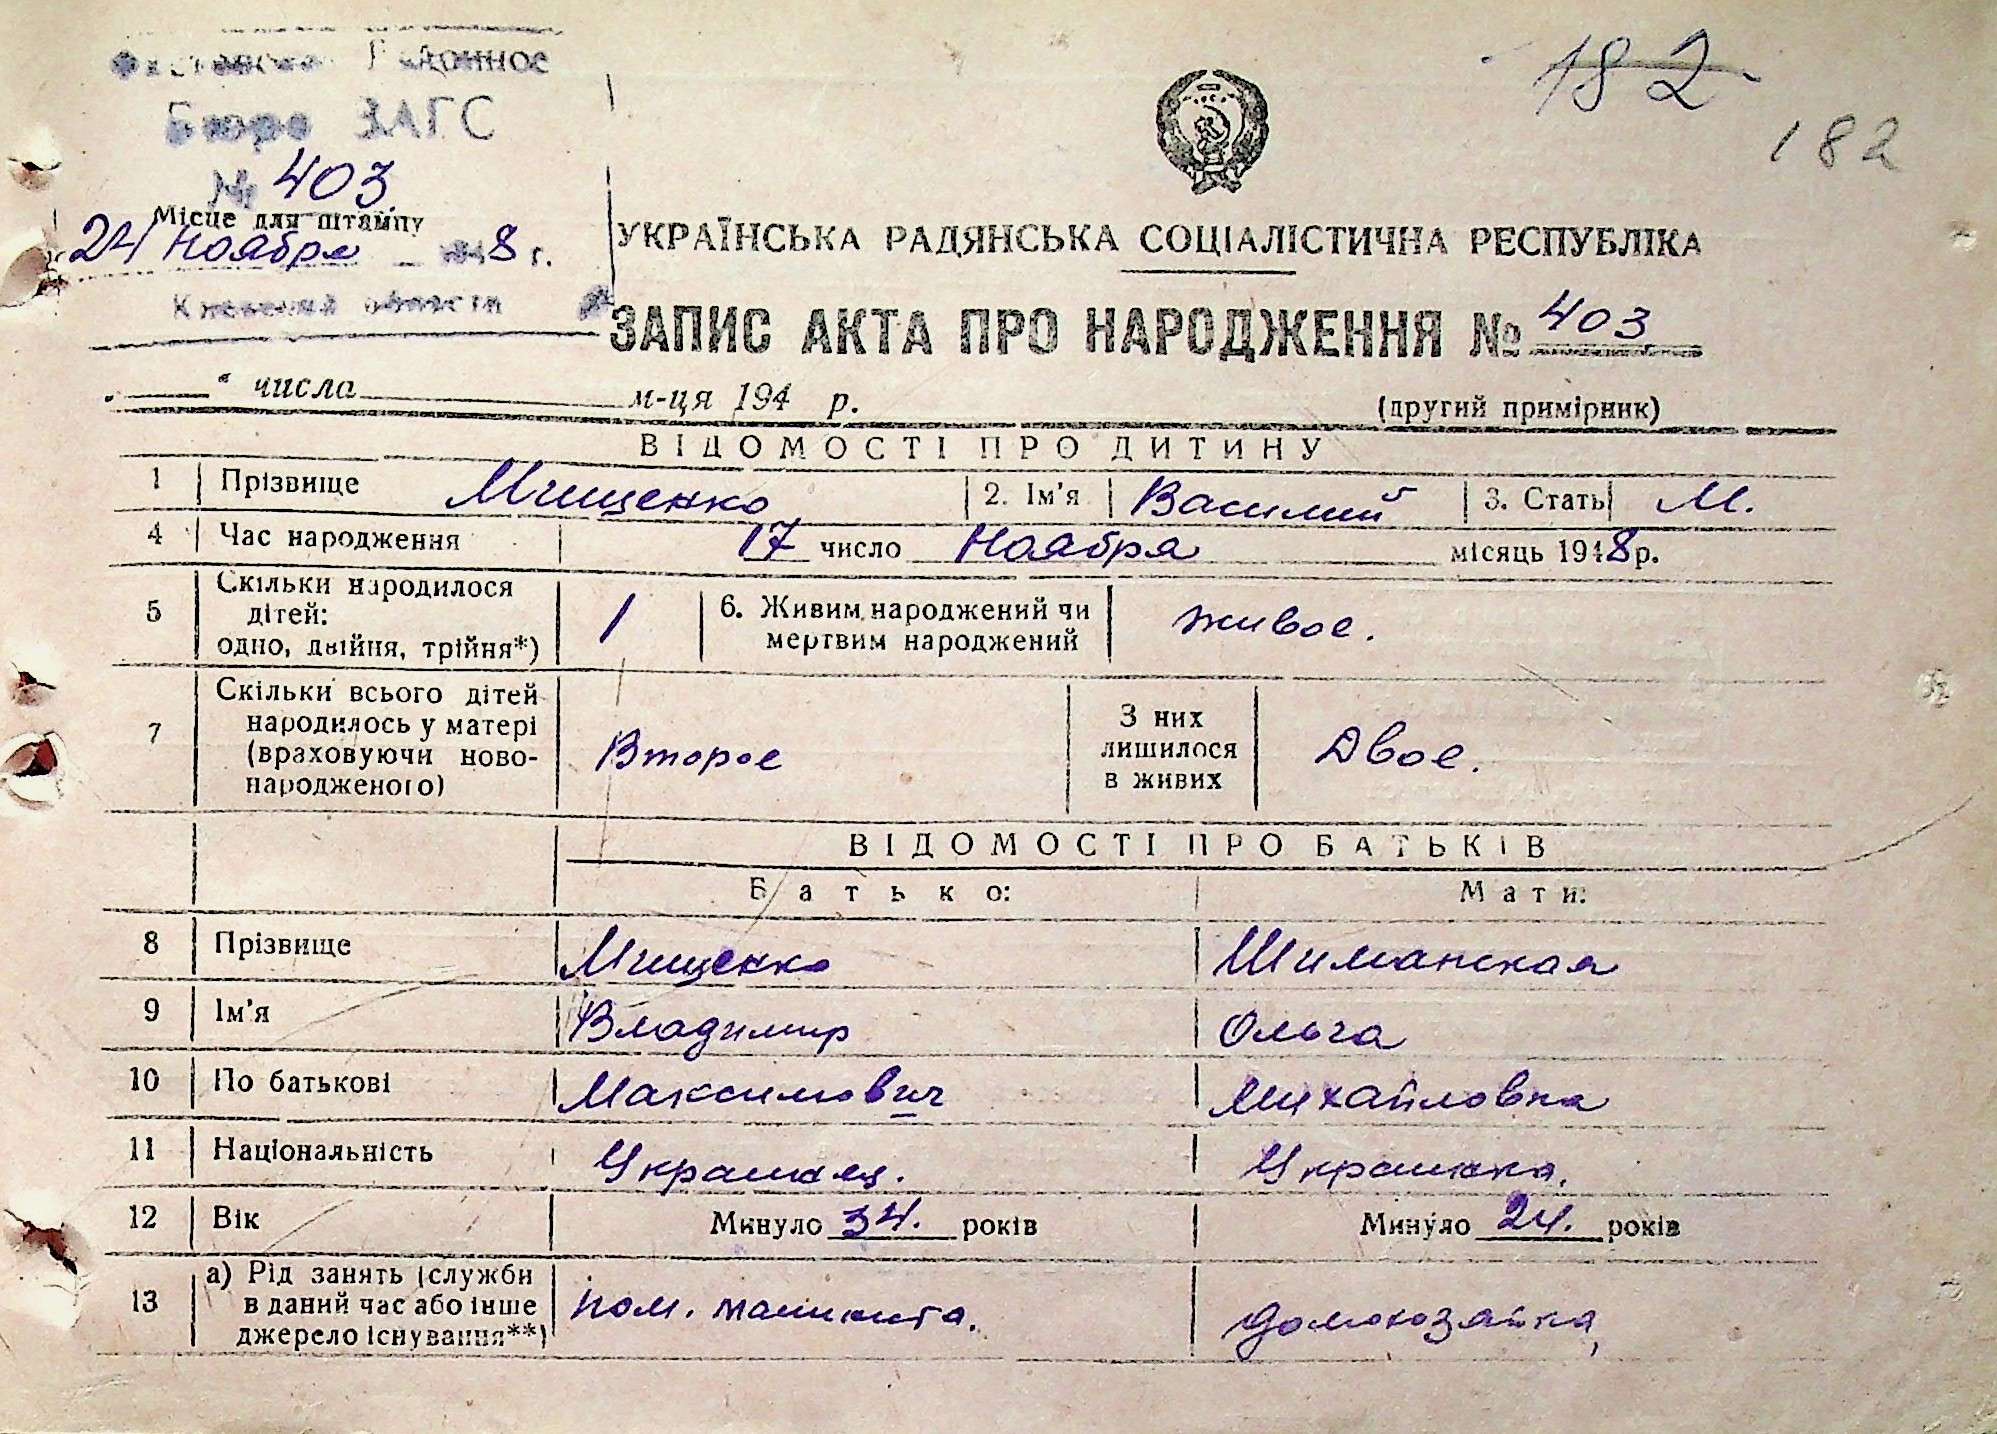 182
182
Районное
Бюро ЗАГС
№ 403
Місце для штампу
24 Ноября 1948 г.
Киевской области
УКРАЇНСЬКА РАДЯНСЬКА СОЦІАЛІСТИЧНА РЕСПУБЛІКА
ЗАПИС АКТА ПРО НАРОДЖЕННЯ № 403
„ “ числа м-ця 194 р.
(другий примірник)
ВІДОМОСТІ ПРО ДИТИНУ
1 Прізвище Мищенко 2. Ім'я Василий 3. Стать М.
4 Час народження 17 число Ноября місяць 1948 р.
5 Скільки народилося дітей: одно, двійня, трійня*) 1 6. Живим народжений чи мертвим народжений живое.
7 Скільки всього дітей народилось у матері (враховуючи новонародженого) Второе З них лишилося в живих Двое.
ВІДОМОСТІ ПРО БАТЬКІВ
Батько: Мати:
8 Прізвище Мищенко Шиманская
9 Ім'я Владимир Ольга
10 По батькові Максимович Михайловна
11 Національність Украинец. Украинка.
12 Вік Минуло 34. років Минуло 24. років
13 а) Рід занять (служби в даний час або інше джерело існування**) пом. машиниста. домохозяйка,